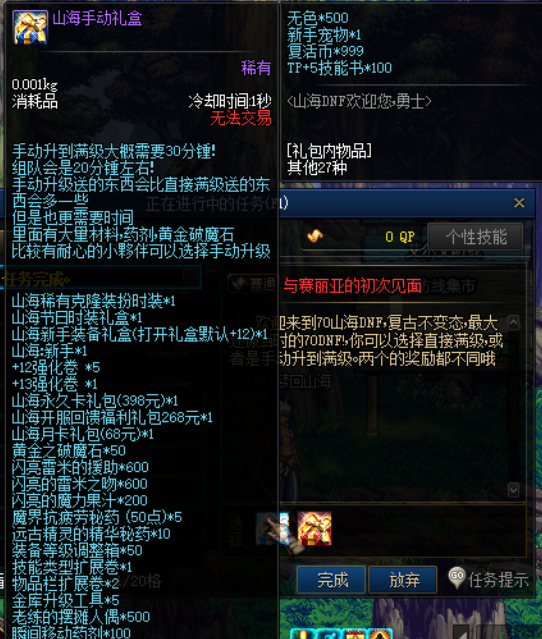 山海手动礼盒
稀有
0.001kg
消耗品
冷却时间:1秒
无法交易
手动升到满级大概需要30分锺!
组队会是20分锺左右!
手动升级送的东西会比直接满级送的东
西会多一些
但是也更需要时间
里面有大量材料,药剂,黄金破魔石
比较有耐心的小夥伴可以选择手动升级
山海稀有克隆装扮时装*1
山海节日时装礼盒*1
山海新手装备礼盒(打开礼盒默认+12)*1
山海:新手*1
+12强化卷 *5
+13强化卷 *1
山海永久卡礼包(398元)*1
山海开服回馈福利礼包268元*1
山海月卡礼包(68元)*1
黄金之破魔石*50
闪亮雷米的援助*600
闪亮的雷米之吻*600
闪亮的魔力果汁*200
魔界抗疲劳秘药 (50点)*5
远古精灵的精华秘药*10
装备等级调整箱*50
技能类型扩展卷*1
物品栏扩展卷*2
/20格
金库升级工具*5
老练的摆摊人偶*500
瞬间移动药剂*100
无色*500
新手宠物*1
复活币*999
TP+5技能书*100
<山海DNF欢迎您,勇士>
[礼包内物品]
其他27种
正在进行中的任务(F1)
0 QP
个性技能
任务完成
普通
与赛丽亚的初次见面
迎来到70山海DNF,复古不变态,最大
时的70DNF!,你可以选择直接满级,或
者是手动升到满级。两个的奖励都不同哦
回山海
选择
完成
放弃
GO
任务提示